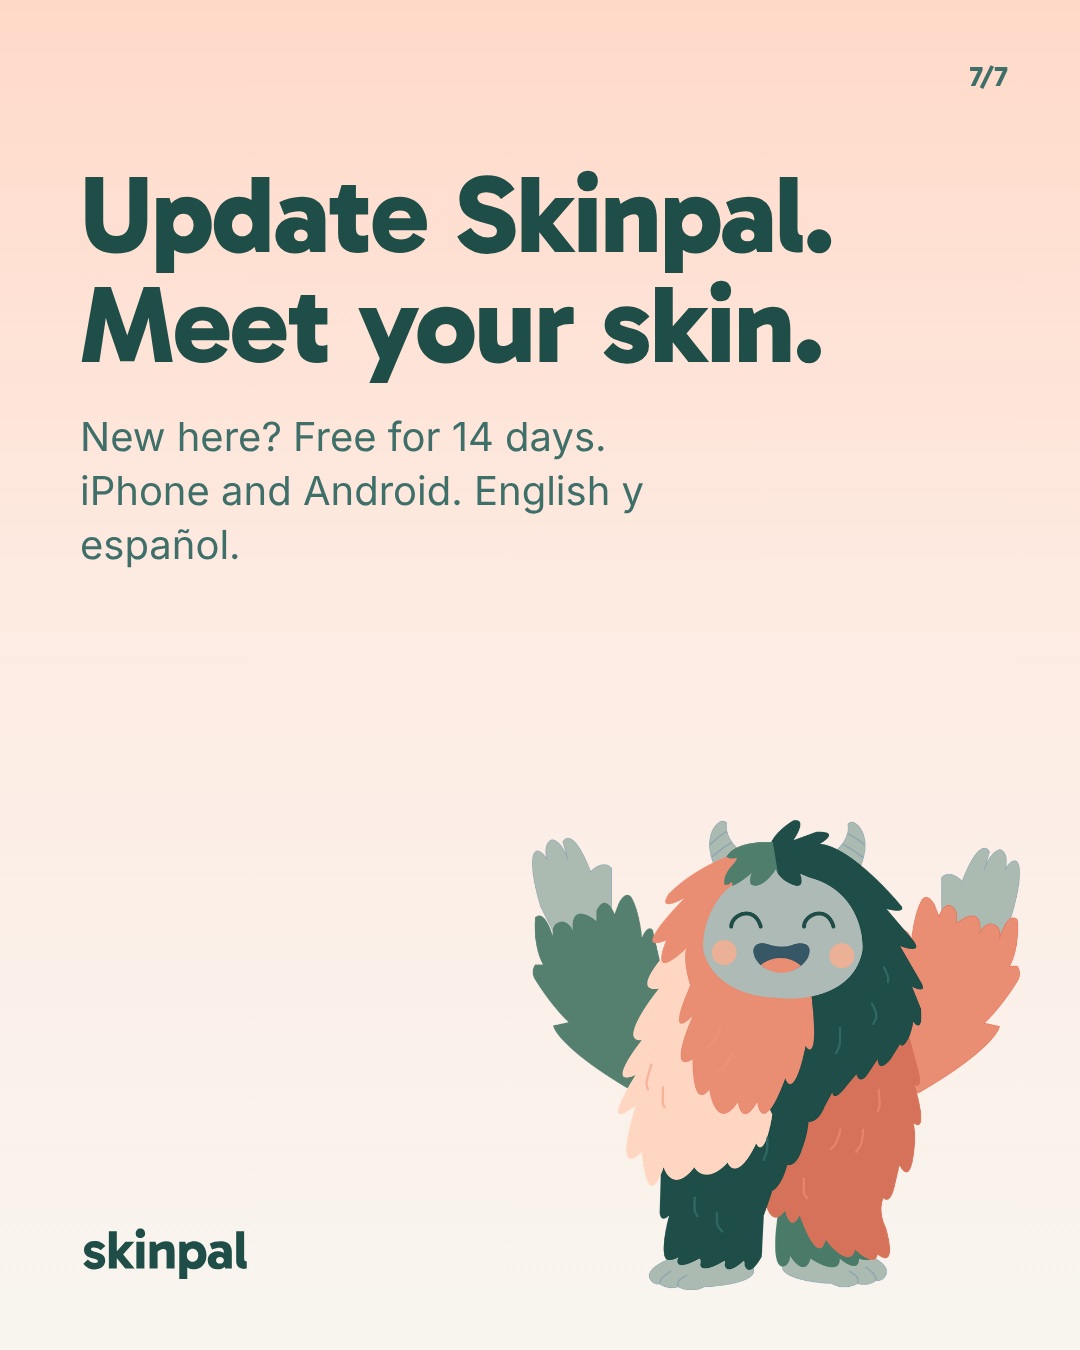 7/7
Update Skinpal.
Meet your skin.
New here? Free for 14 days.
iPhone and Android. English y
español.
skinpal